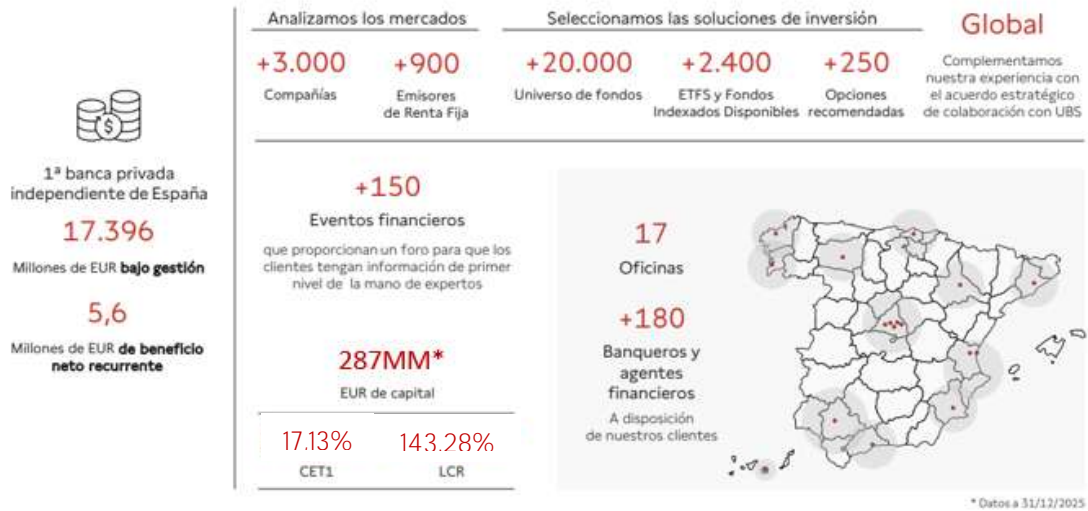 1ª banca privada
independiente de España
17.396
Millones de EUR bajo gestión
5,6
Millones de EUR de beneficio
neto recurrente
Analizamos los mercados
+3.000
Compañías
+900
Emisores
de Renta Fija
Seleccionamos las soluciones de inversión
+20.000
Universo de fondos
+2.400
ETFS y Fondos
Indexados Disponibles
+250
Opciones
recomendadas
Global
Complementamos
nuestra experiencia con
el acuerdo estratégico
de colaboración con UBS
+150
Eventos financieros
que proporcionan un foro para que los
clientes tengan información de primer
nivel de la mano de expertos
287MM*
EUR de capital
17.13%
CET1
143.28%
LCR
17
Oficinas
+180
Banqueros y
agentes
financieros
A disposición
de nuestros clientes
* Datos a 31/12/2025